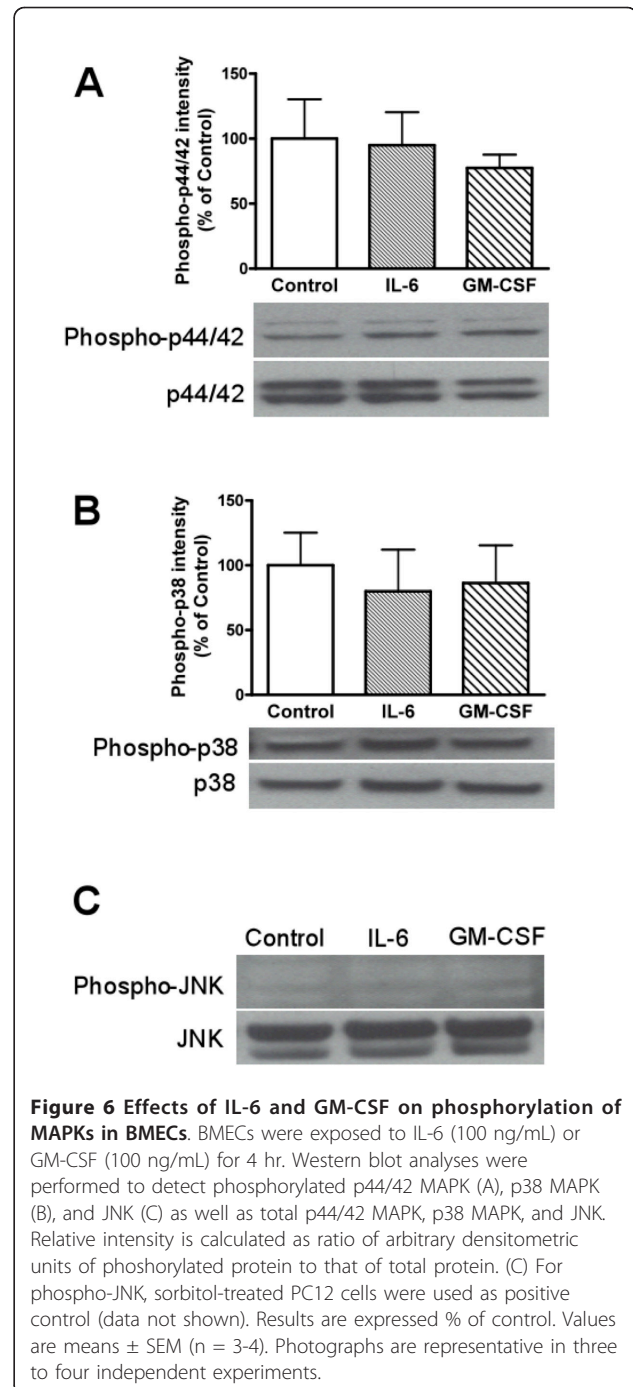 A
Phospho-p44/42 intensity
(% of Control)
150
100
50
0
Control IL-6 GM-CSF
Phospho-p44/42
p44/42
B
Phospho-p38 intensity
(% of Control)
150
100
50
0
Control IL-6 GM-CSF
Phospho-p38
p38
C
Control IL-6 GM-CSF
Phospho-JNK
JNK
Figure 6 Effects of IL-6 and GM-CSF on phosphorylation of
MAPKs in BMECs. BMECs were exposed to IL-6 (100 ng/mL) or
GM-CSF (100 ng/mL) for 4 hr. Western blot analyses were
performed to detect phosphorylated p44/42 MAPK (A), p38 MAPK
(B), and JNK (C) as well as total p44/42 MAPK, p38 MAPK, and JNK.
Relative intensity is calculated as ratio of arbitrary densitometric
units of phoshorylated protein to that of total protein. (C) For
phospho-JNK, sorbitol-treated PC12 cells were used as positive
control (data not shown). Results are expressed % of control. Values
are means ± SEM (n = 3-4). Photographs are representative in three
to four independent experiments.